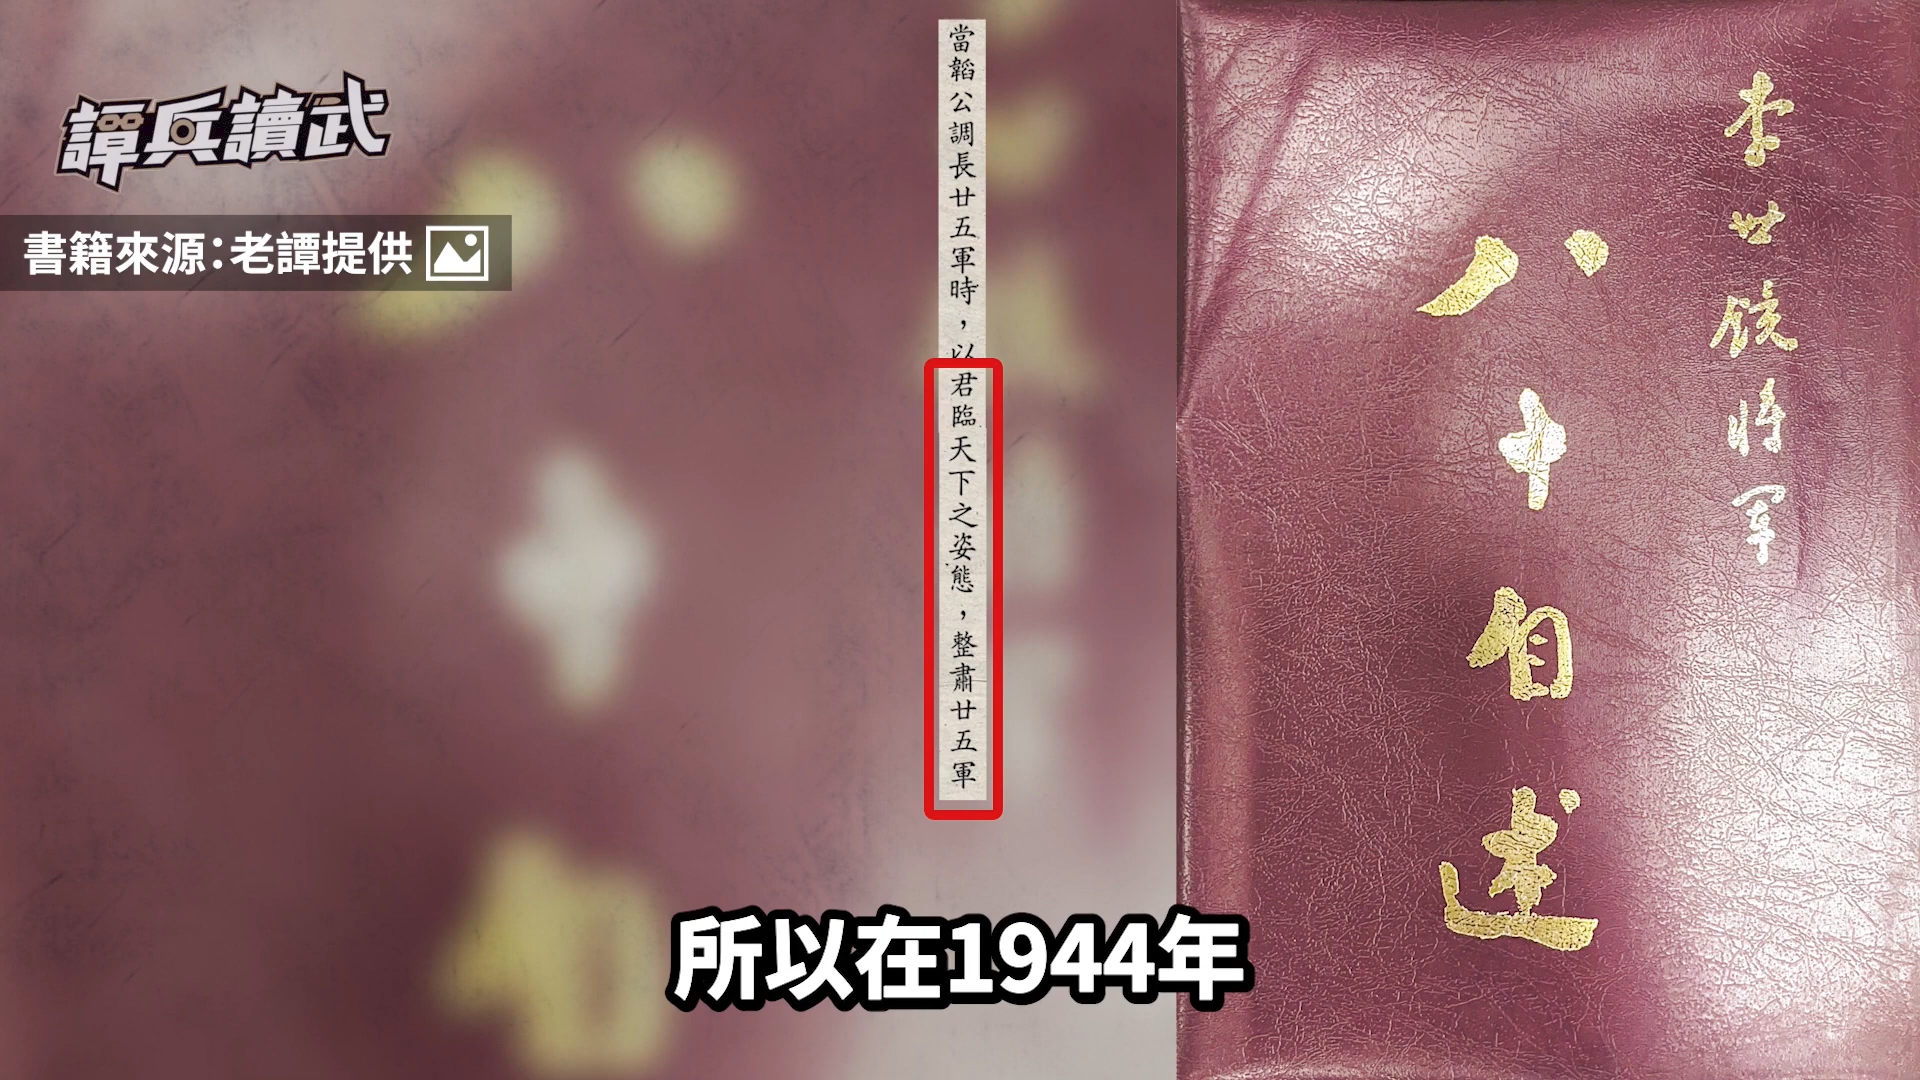 譚兵讀武
書籍來源:老譚提供
當韜公調長廿五軍時，以君臨天下之姿態，整肅廿五軍
李世镜將军
八十自述
所以在1944年